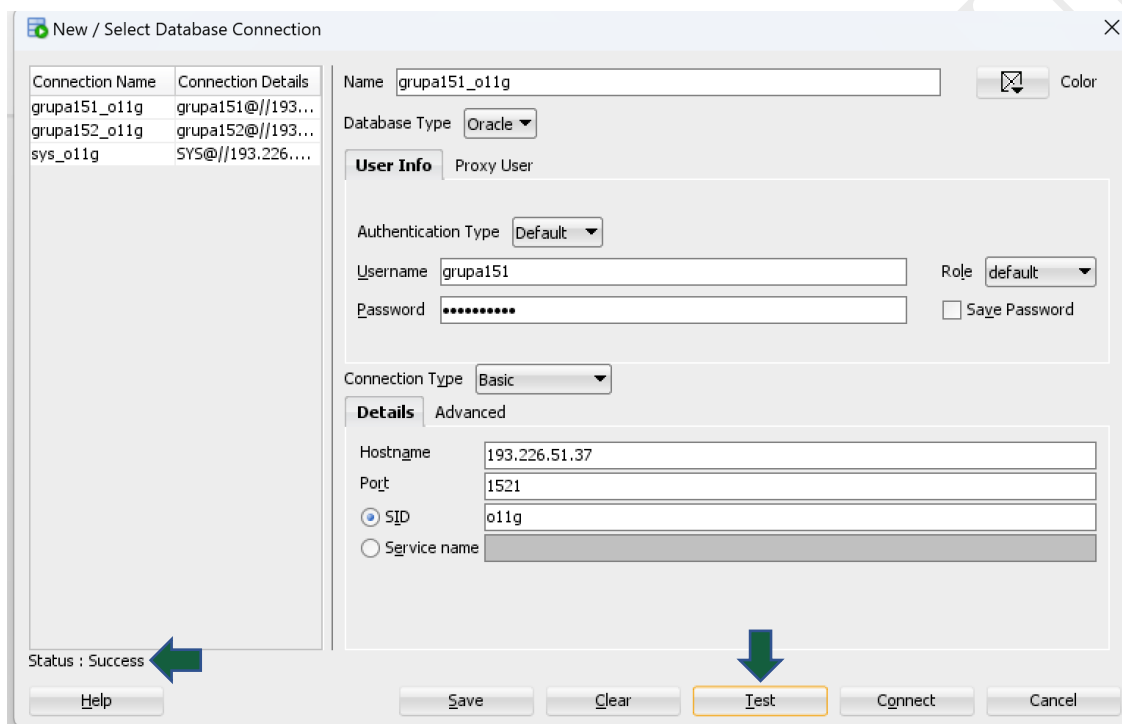 New / Select Database Connection
Connection Name Connection Details
grupa151_o11g grupa151@//193...
grupa152_o11g grupa152@//193...
sys_o11g SYS@//193.226....
Name grupa151_o11g Color
Database Type Oracle
User Info Proxy User
Authentication Type Default
Username grupa151 Role default
Password •••••••••• Save Password
Connection Type Basic
Details Advanced
Hostname 193.226.51.37
Port 1521
SID o11g
Service name
Status : Success
Help Save Clear Test Connect Cancel